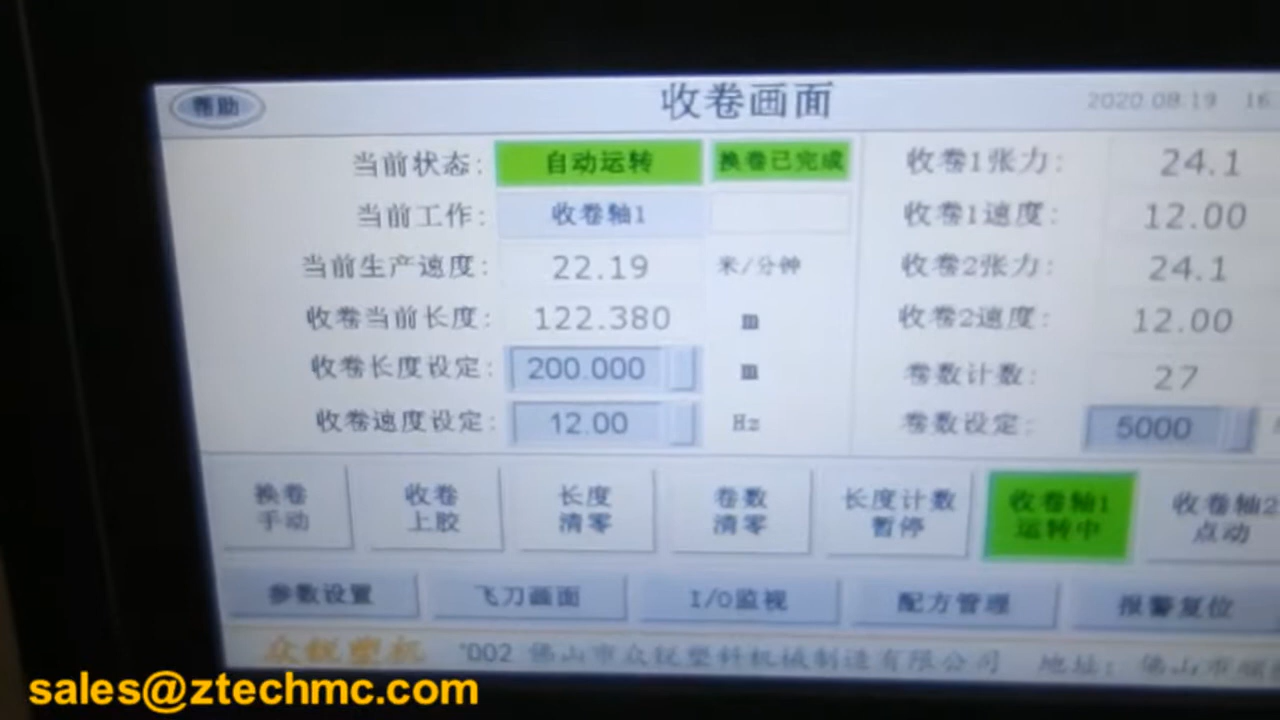 帮助 收卷画面 2020.08.19 16
当前状态: 自动运转 换卷已完成 收卷1张力: 24.1
当前工作: 收卷轴1 收卷1速度: 12.00
当前生产速度: 22.19 米/分钟 收卷2张力: 24.1
收卷当前长度: 122.380 m 收卷2速度: 12.00
收卷长度设定: 200.000 m 卷数计数: 27
收卷速度设定: 12.00 Hz 卷数设定: 5000
换卷 收卷 长度 卷数 长度计数 收卷轴1 收卷轴2
手动 上胶 清零 清零 暂停 运转中 点动
参数设置 飞刀画面 I/O监视 配方管理 报警复位
众锐塑机 *002 佛山市众锐塑料机械制造有限公司 地址: 佛山市顺
sales@ztechmc.com